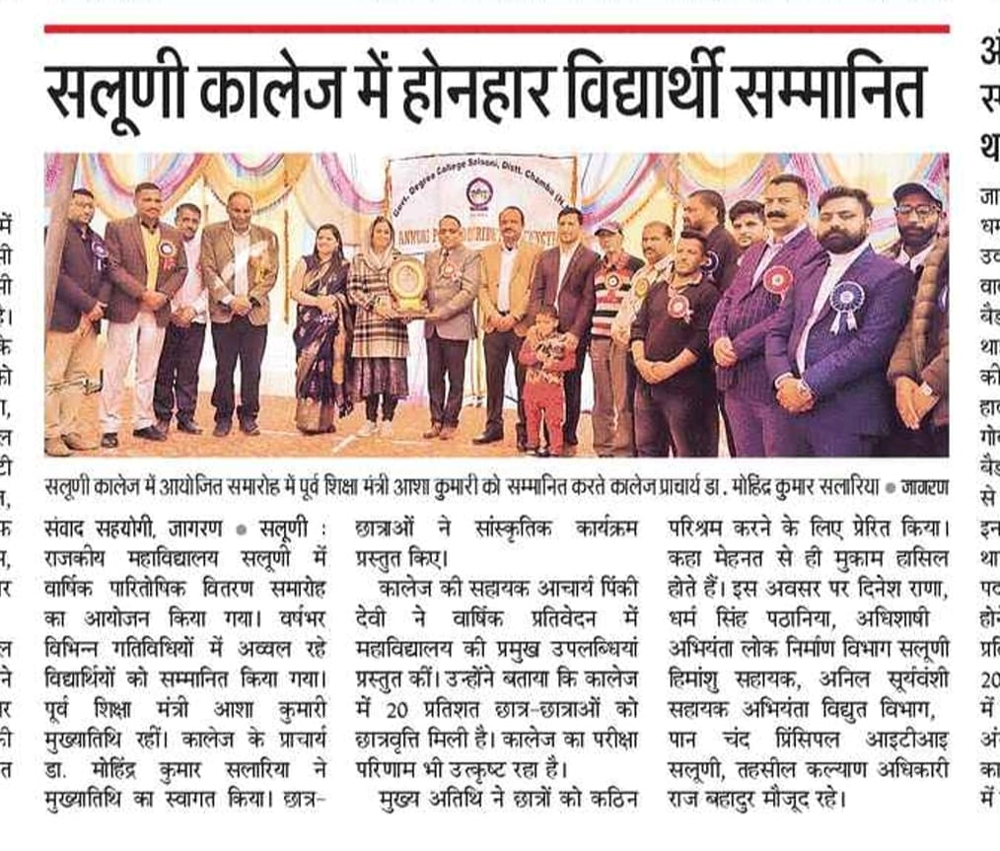 सलूणी कालेज में होनहार विद्यार्थी सम्मानित
Govt. Degree College Salooni, Distt. Chamba (H.
ANNUAL
सलूणी कालेज में आयोजित समारोह में पूर्व शिक्षा मंत्री आशा कुमारी को सम्मानित करते कालेज प्राचार्य डा. मोहिंद्र कुमार सलारिया ● जागरण
संवाद सहयोगी, जागरण ● सलूणी :
राजकीय महाविद्यालय सलूणी में
वार्षिक पारितोषिक वितरण समारोह
का आयोजन किया गया। वर्षभर
विभिन्न गतिविधियों में अव्वल रहे
विद्यार्थियों को सम्मानित किया गया।
पूर्व शिक्षा मंत्री आशा कुमारी
मुख्यातिथि रहीं। कालेज के प्राचार्य
डा. मोहिंद्र कुमार सलारिया ने
मुख्यातिथि का स्वागत किया। छात्र-
छात्राओं ने सांस्कृतिक कार्यक्रम
प्रस्तुत किए।
कालेज की सहायक आचार्य पिंकी
देवी ने वार्षिक प्रतिवेदन में
महाविद्यालय की प्रमुख उपलब्धियां
प्रस्तुत कीं। उन्होंने बताया कि कालेज
में 20 प्रतिशत छात्र-छात्राओं को
छात्रवृत्ति मिली है। कालेज का परीक्षा
परिणाम भी उत्कृष्ट रहा है।
मुख्य अतिथि ने छात्रों को कठिन
परिश्रम करने के लिए प्रेरित किया।
कहा मेहनत से ही मुकाम हासिल
होते हैं। इस अवसर पर दिनेश राणा,
धर्म सिंह पठानिया, अधिशाषी
अभियंता लोक निर्माण विभाग सलूणी
हिमांशु सहायक, अनिल सूर्यवंशी
सहायक अभियंता विद्युत विभाग,
पान चंद प्रिंसिपल आइटीआइ
सलूणी, तहसील कल्याण अधिकारी
राज बहादुर मौजूद रहे।